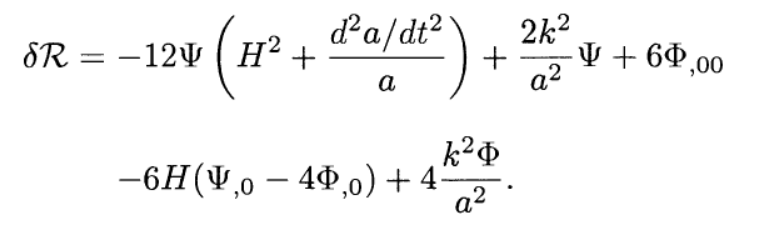 δℛ = −12Ψ ( H² + (d²a/dt²)/a ) + (2k²/a²) Ψ + 6Φ,₀₀
−6H(Ψ,₀ − 4Φ,₀) + 4 (k²Φ/a²) .